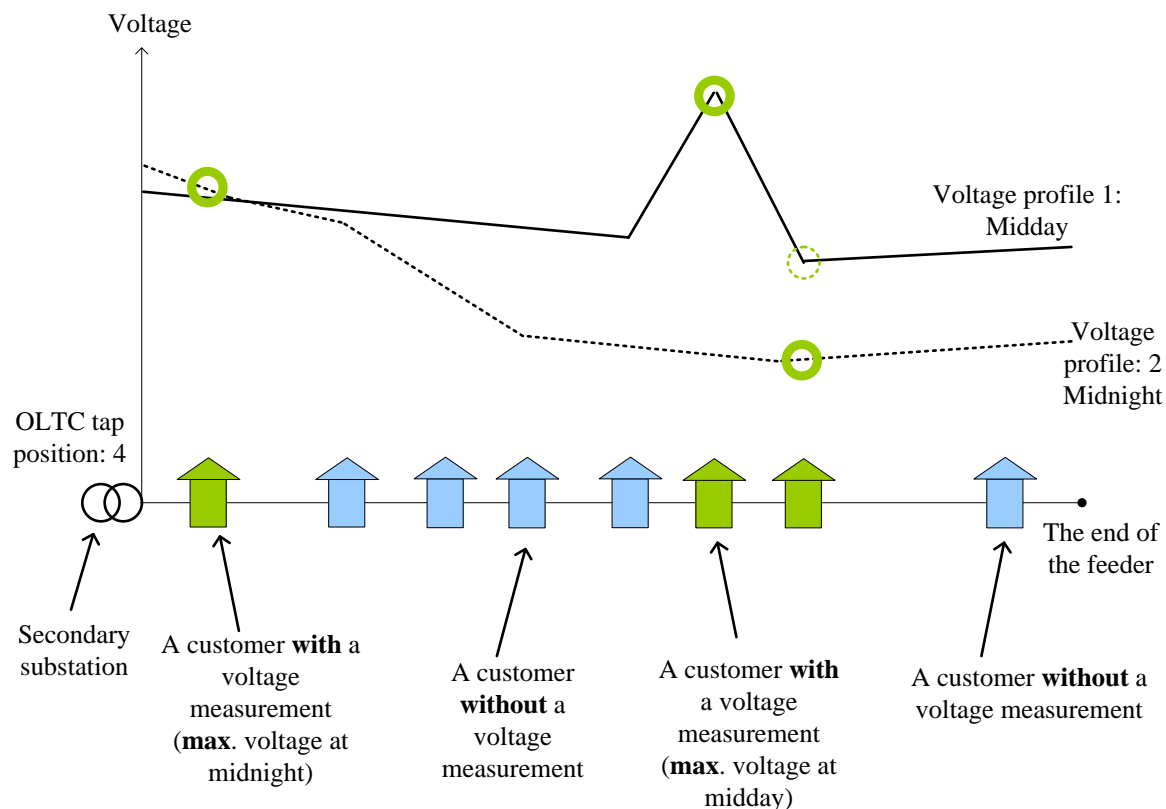 Voltage
Voltage profile 1:
Midday
Voltage
profile: 2
Midnight
OLTC tap
position: 4
The end of
the feeder
Secondary
substation
A customer with a
voltage
measurement
(max. voltage at
midnight)
A customer
without a
voltage
measurement
A customer with
a voltage
measurement
(max. voltage at
midday)
A customer without a
voltage measurement